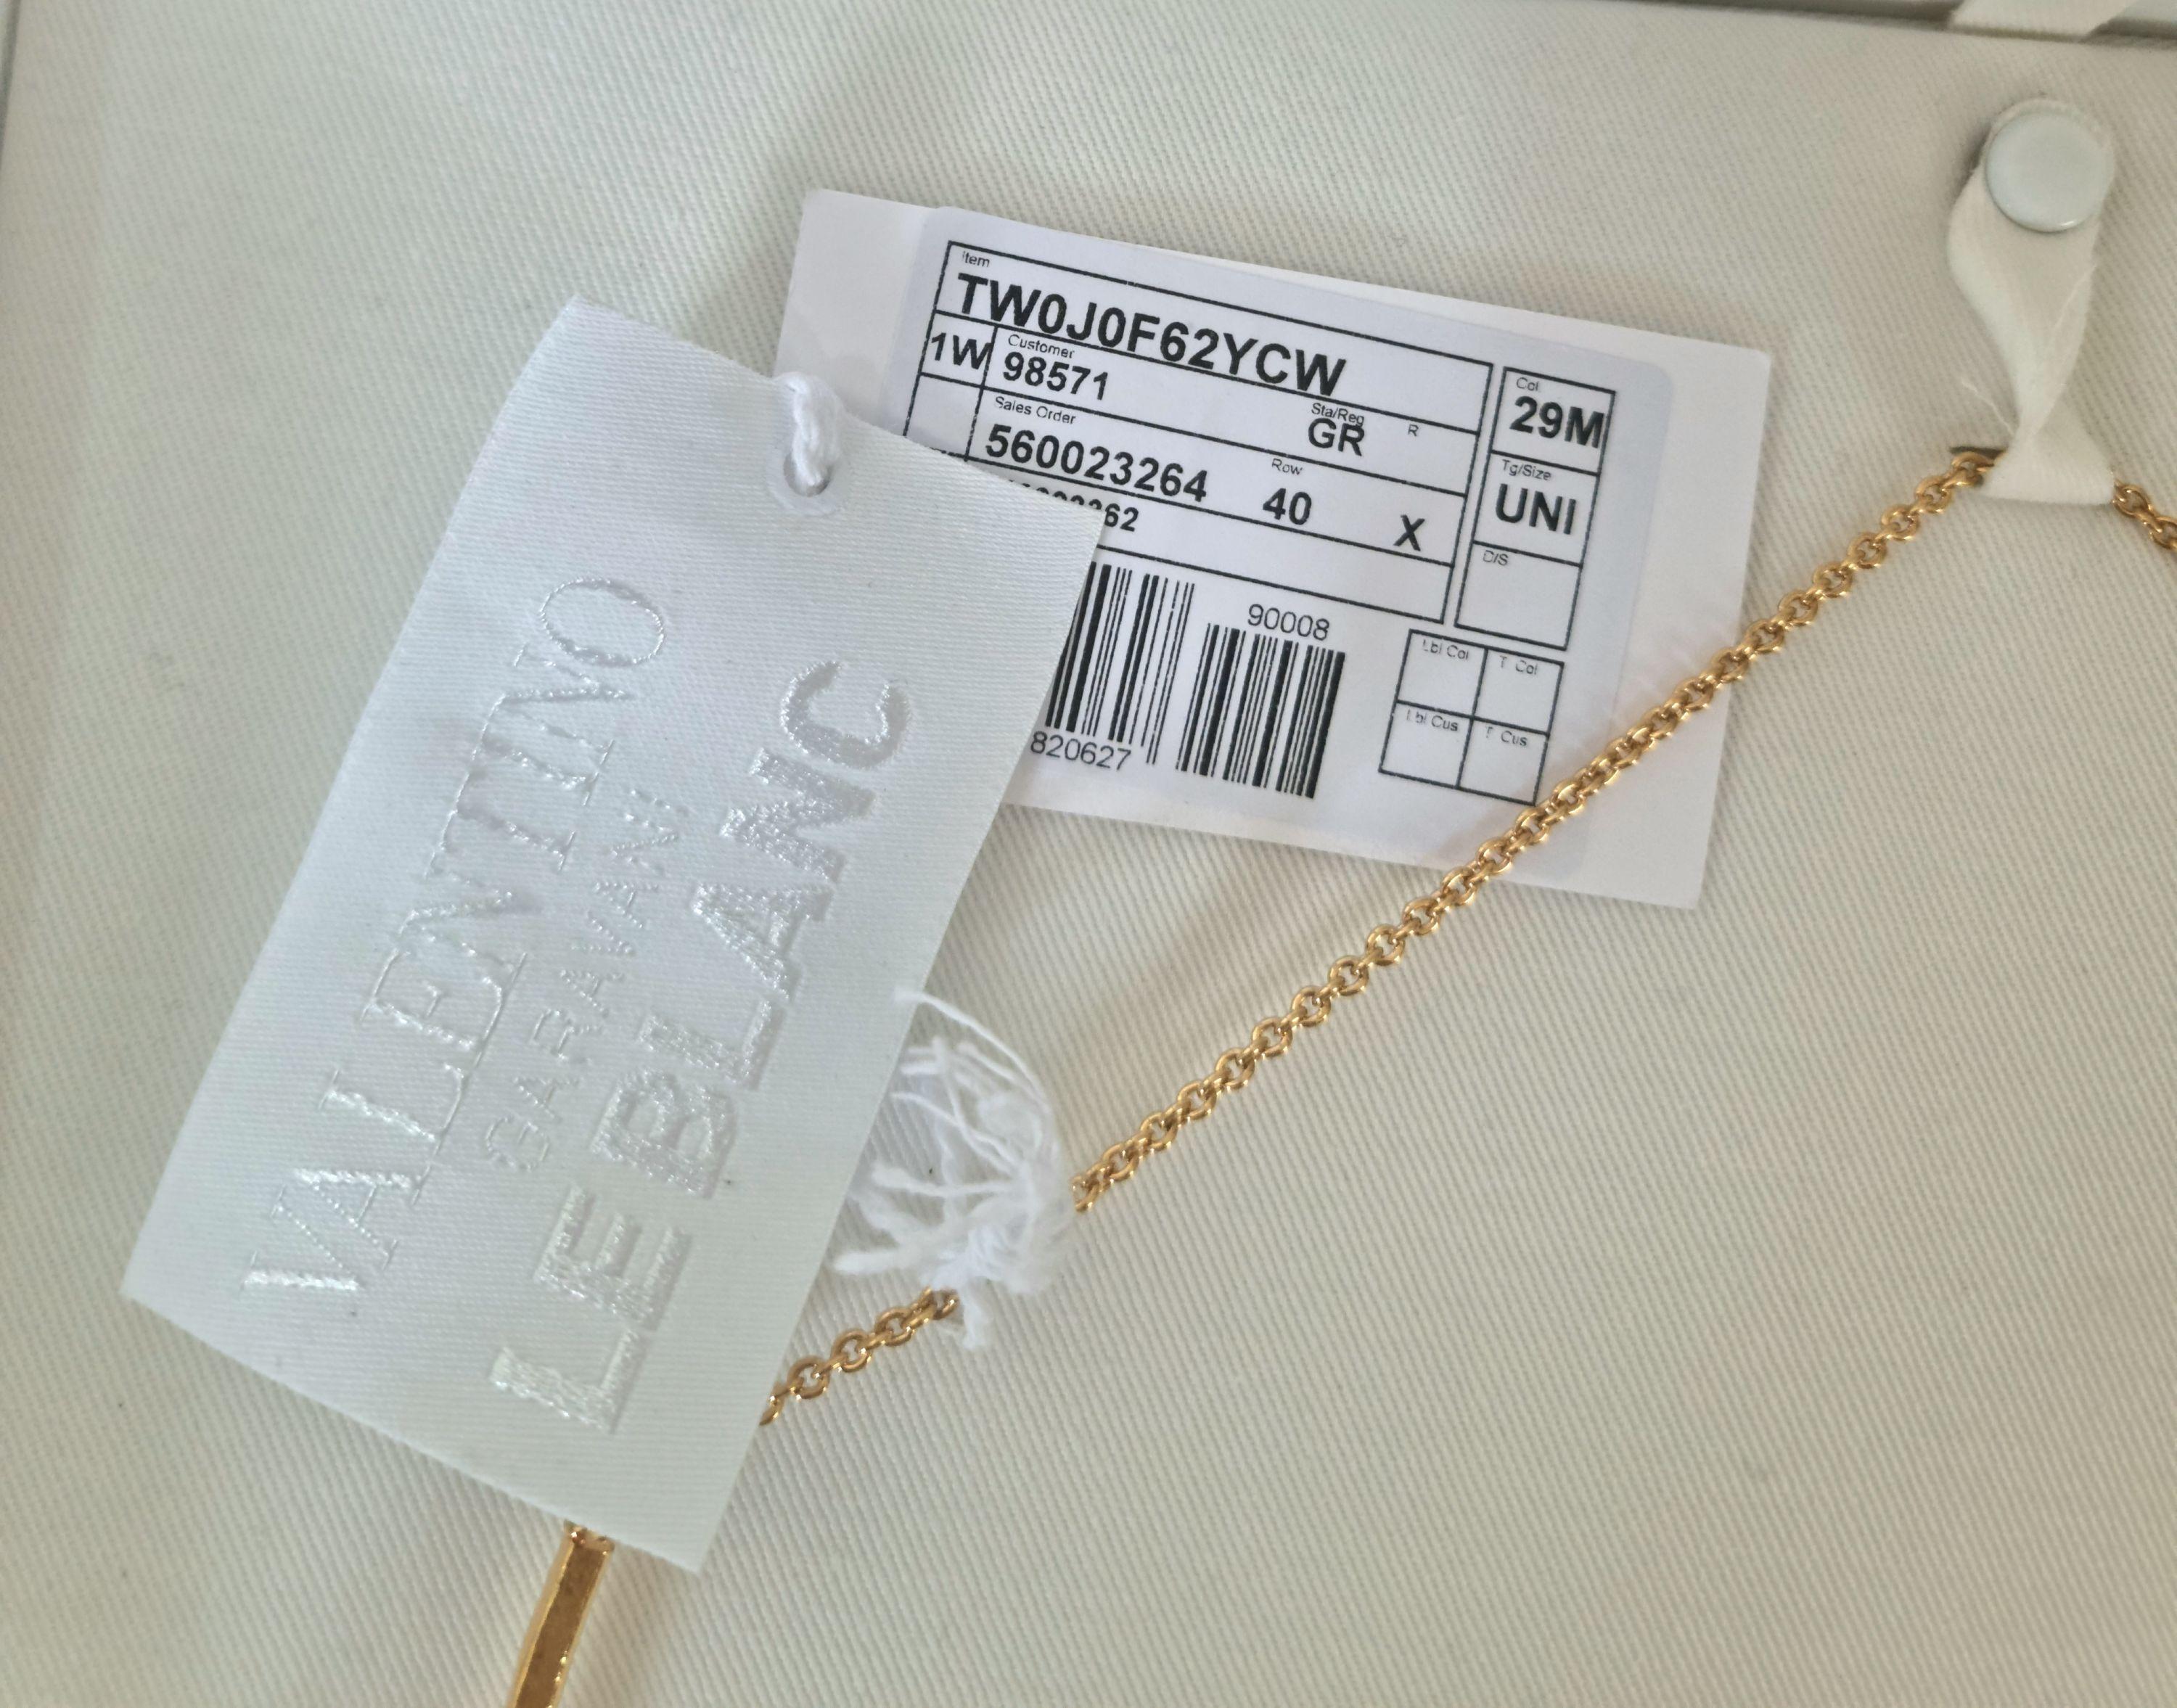 VALENTINO
GARAVANI
LE BLANC
Item
TW0J0F62YCW
1W
Customer
98571
Sta/Reg
GR
R
Sales Order
560023264
Row
40
X
Col
29M
Tg/Size
UNI
D/S
90008
820627
Lbl Col
T Col
Lbl Cus
T Cus